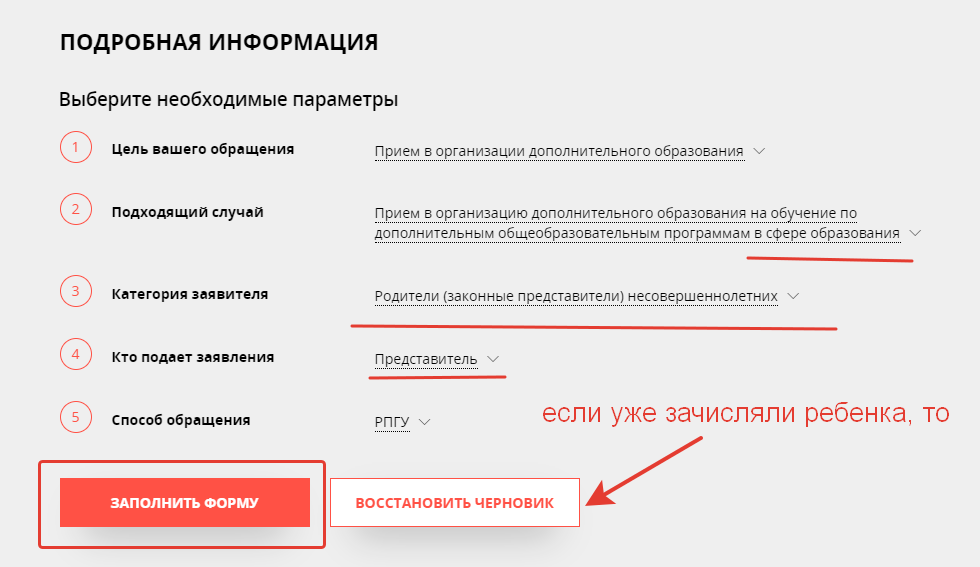 ПОДРОБНАЯ ИНФОРМАЦИЯ
Выберите необходимые параметры
1 Цель вашего обращения Прием в организации дополнительного образования
2 Подходящий случай Прием в организацию дополнительного образования на обучение по
дополнительным общеобразовательным программам в сфере образования
3 Категория заявителя Родители (законные представители) несовершеннолетних
4 Кто подает заявления Представитель
5 Способ обращения РПГУ
если уже зачисляли ребенка, то
ЗАПОЛНИТЬ ФОРМУ ВОССТАНОВИТЬ ЧЕРНОВИК